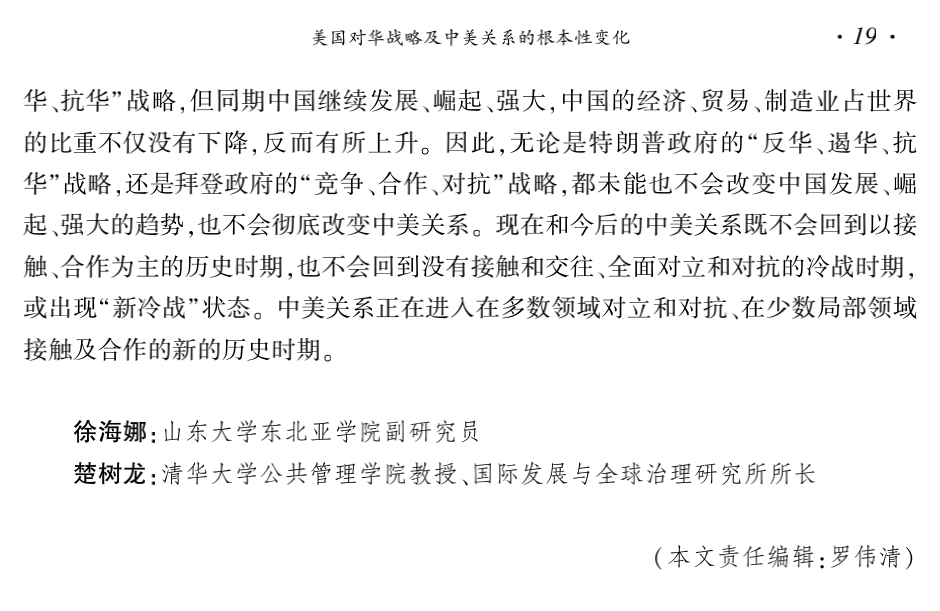 美国对华战略及中美关系的根本性变化 · 19 ·
华、抗华”战略,但同期中国继续发展、崛起、强大,中国的经济、贸易、制造业占世界
的比重不仅没有下降,反而有所上升。因此,无论是特朗普政府的“反华、遏华、抗
华”战略,还是拜登政府的“竞争、合作、对抗”战略,都未能也不会改变中国发展、崛
起、强大的趋势,也不会彻底改变中美关系。现在和今后的中美关系既不会回到以接
触、合作为主的历史时期,也不会回到没有接触和交往、全面对立和对抗的冷战时期,
或出现“新冷战”状态。中美关系正在进入在多数领域对立和对抗、在少数局部领域
接触及合作的新的历史时期。
徐海娜:山东大学东北亚学院副研究员
楚树龙:清华大学公共管理学院教授、国际发展与全球治理研究所所长
(本文责任编辑:罗伟清)